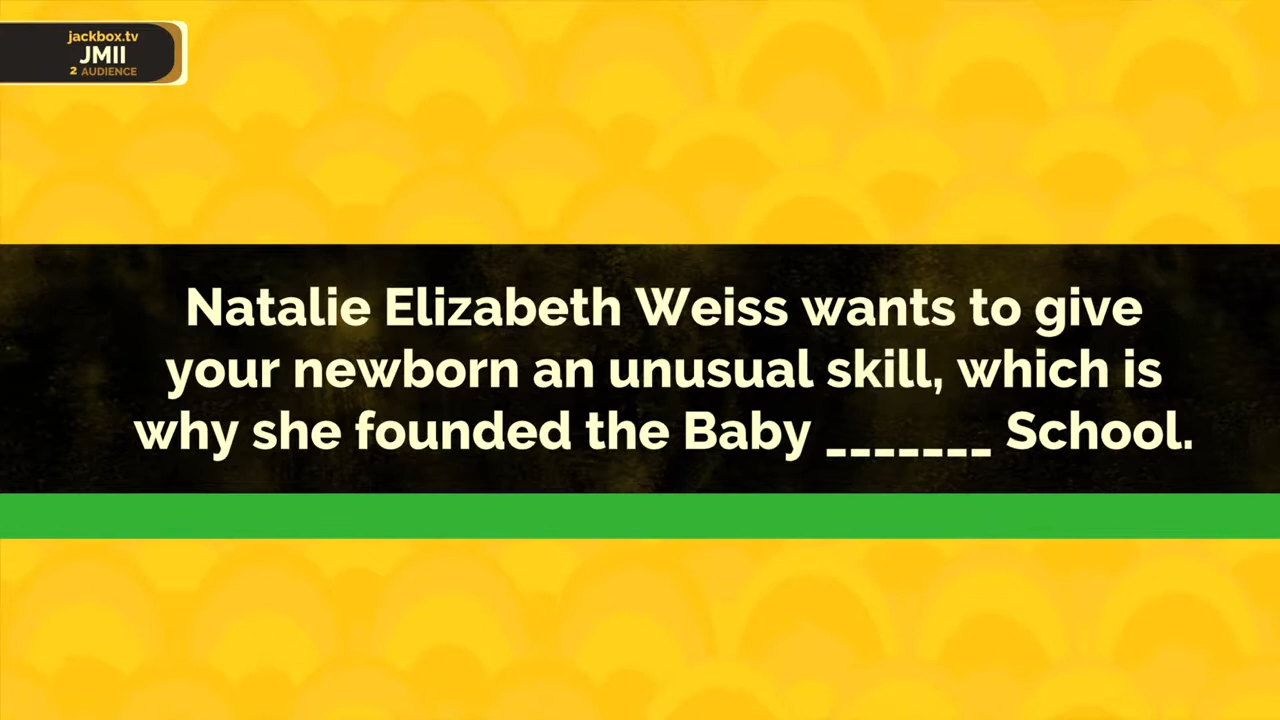 jackbox.tv
JMII
2 AUDIENCE
Natalie Elizabeth Weiss wants to give
your newborn an unusual skill, which is
why she founded the Baby _______ School.